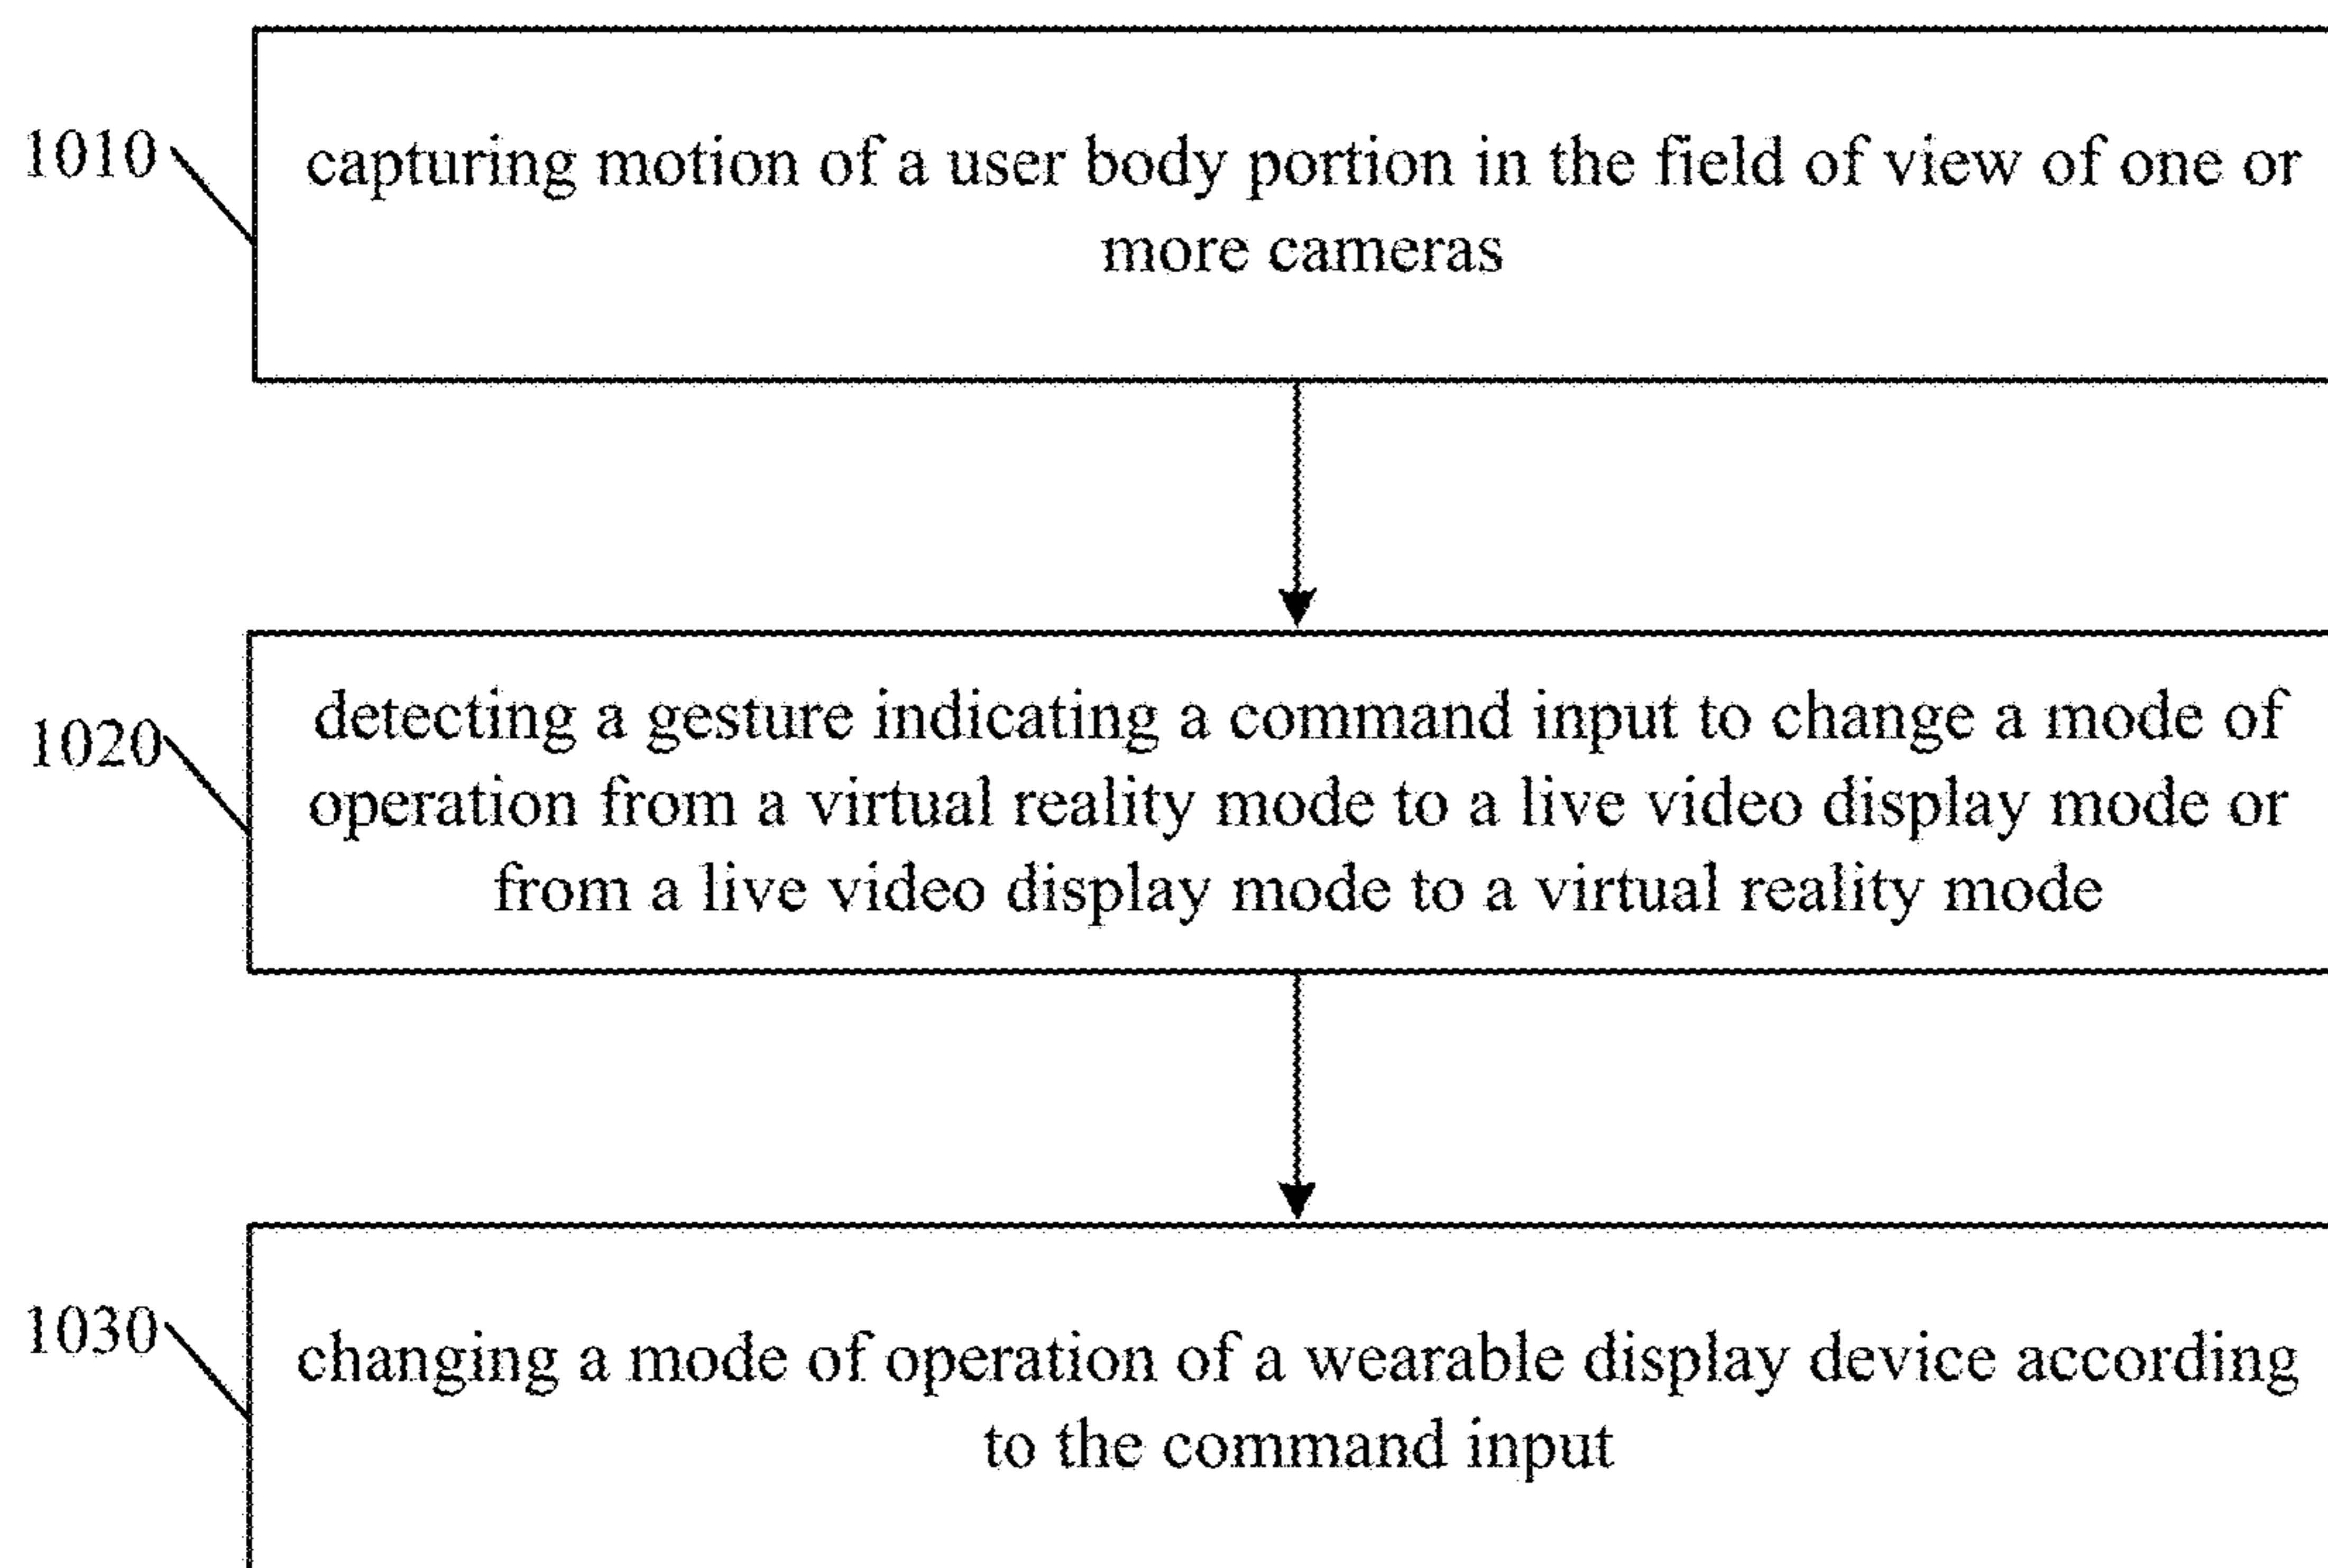 1010
capturing motion of a user body portion in the field of view of one or
more cameras
1020
detecting a gesture indicating a command input to change a mode of
operation from a virtual reality mode to a live video display mode or
from a live video display mode to a virtual reality mode
1030
changing a mode of operation of a wearable display device according
to the command input